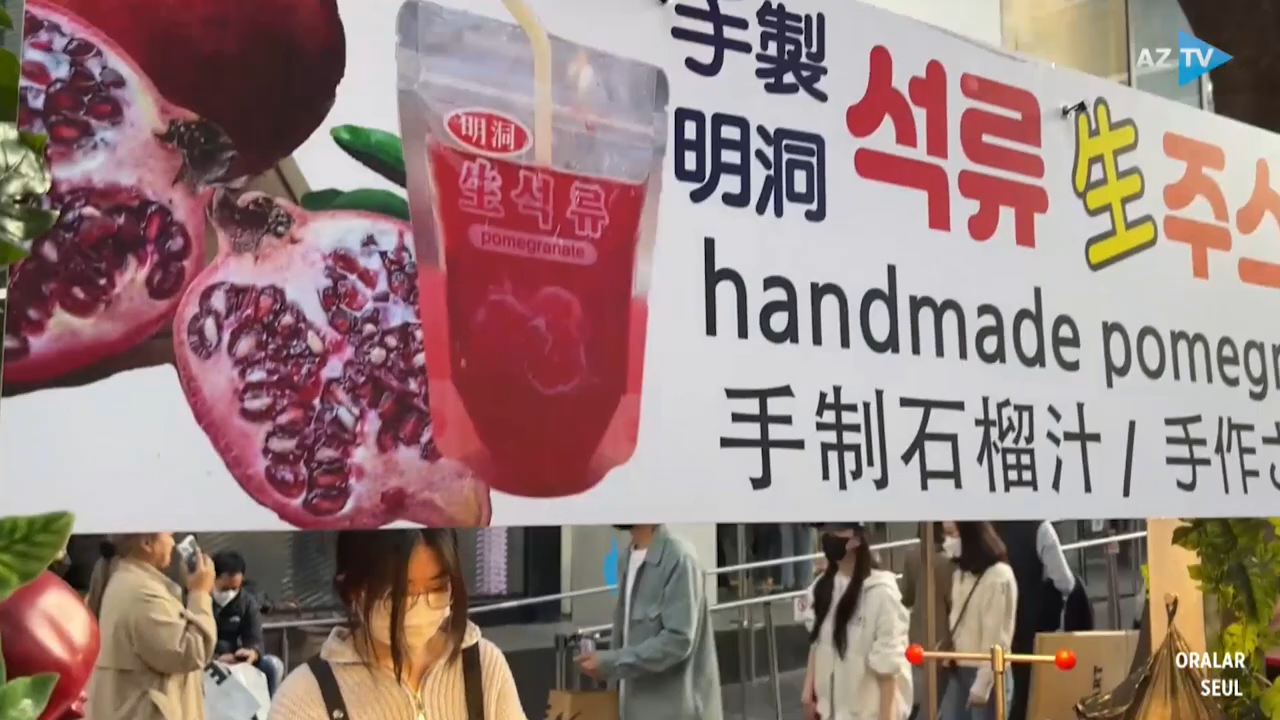 AZ TV
手製
明洞
석류 生 주스
handmade pomegr
手制石榴汁 / 手作さ
明洞
生석류
pomegranate
ORALAR
SEUL